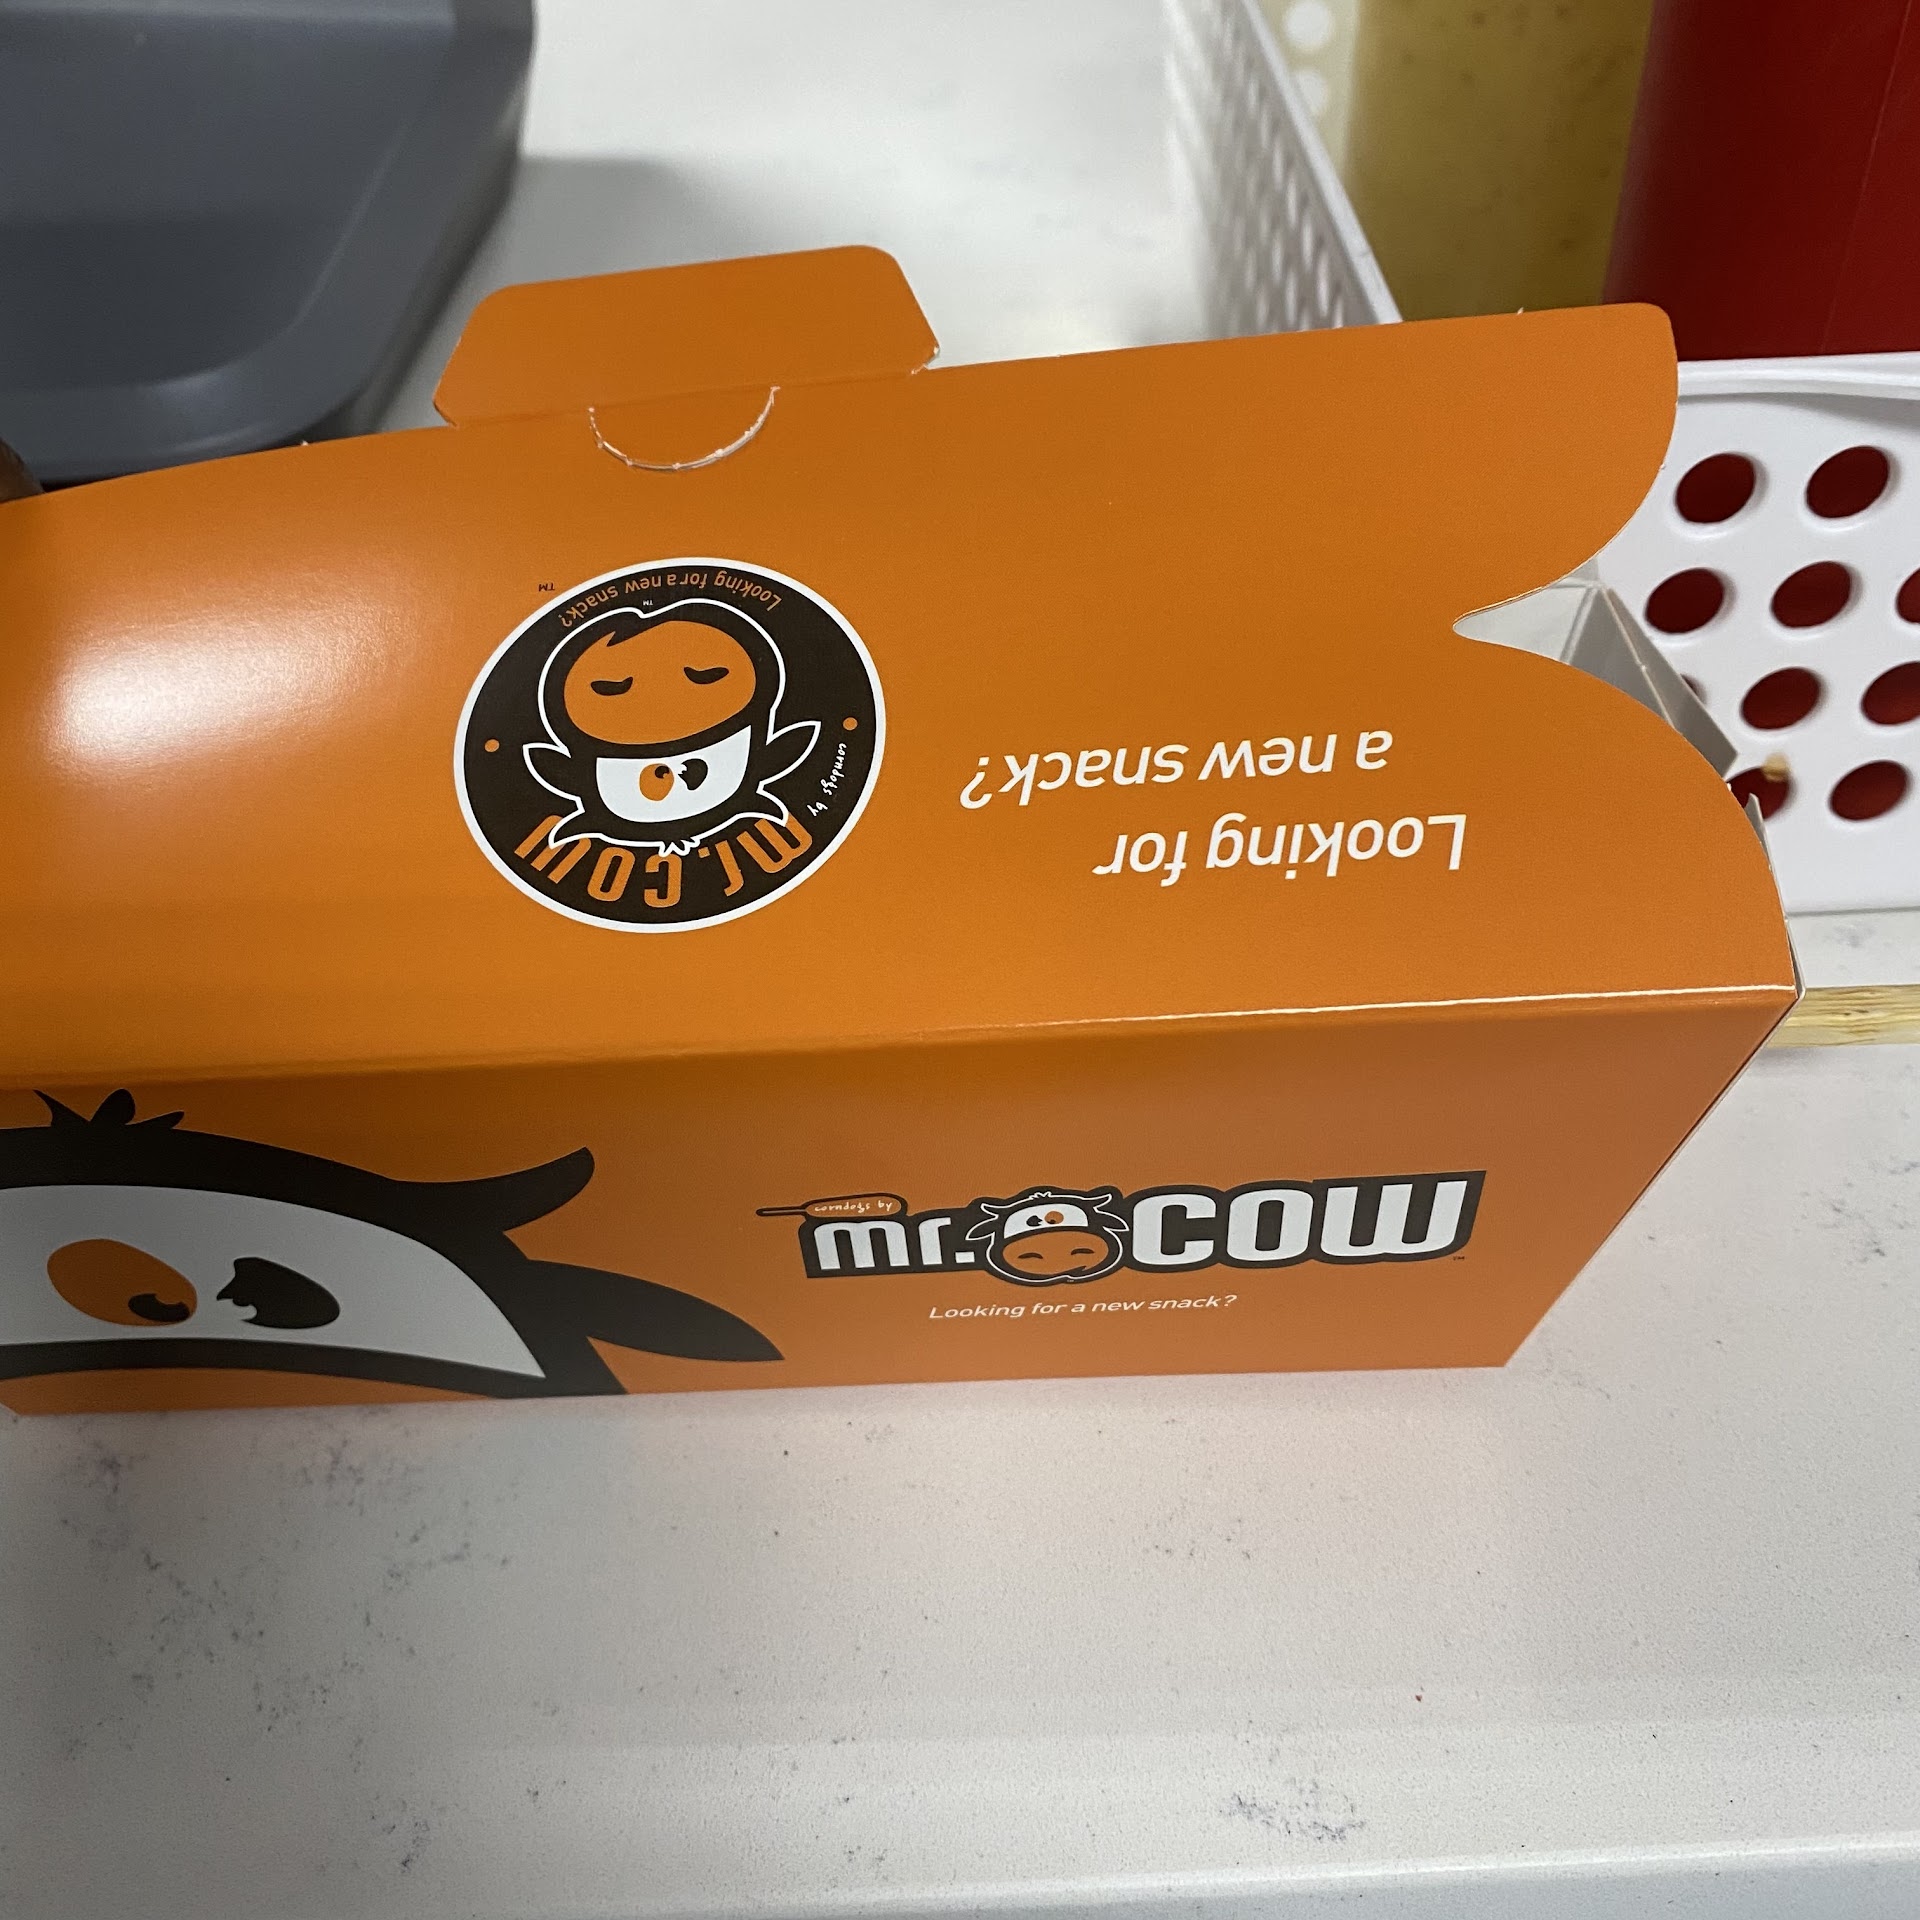 Looking for
a new snack?
corndogs by
mr. cow
Looking for a new snack?
TM
TM
corndogs by
mr. COW
TM
Looking for a new snack?